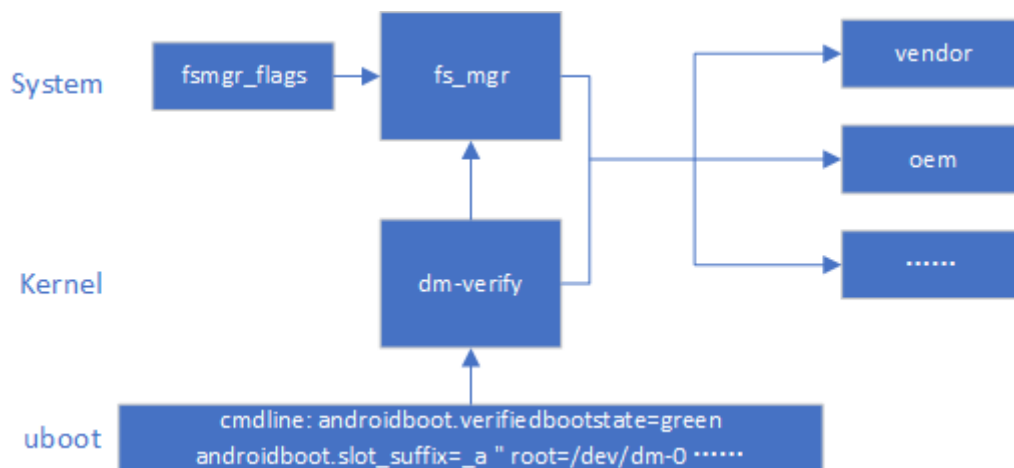 System
fsmgr_flags
fs_mgr
vendor
oem
Kernel
dm-verify
······
uboot
cmdline: androidboot.verifiedbootstate=green
androidboot.slot_suffix=_a " root=/dev/dm-0 ······